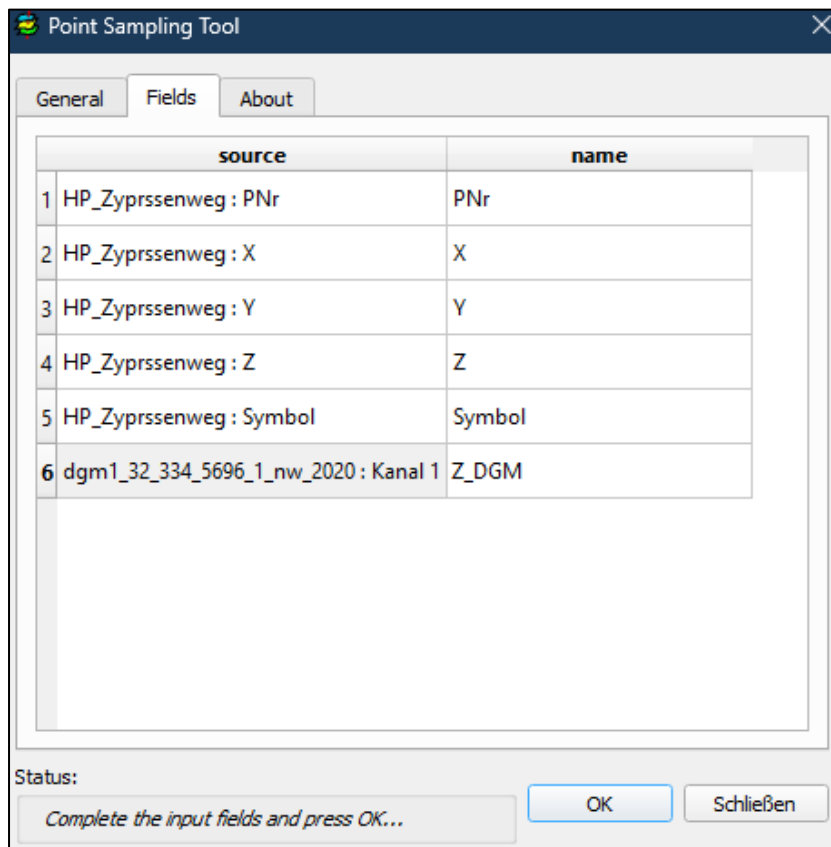 Point Sampling Tool
General Fields About
source name
1 HP_Zyprssenweg : PNr PNr
2 HP_Zyprssenweg : X X
3 HP_Zyprssenweg : Y Y
4 HP_Zyprssenweg : Z Z
5 HP_Zyprssenweg : Symbol Symbol
6 dgm1_32_334_5696_1_nw_2020 : Kanal 1 Z_DGM
Status:
Complete the input fields and press OK... OK Schließen